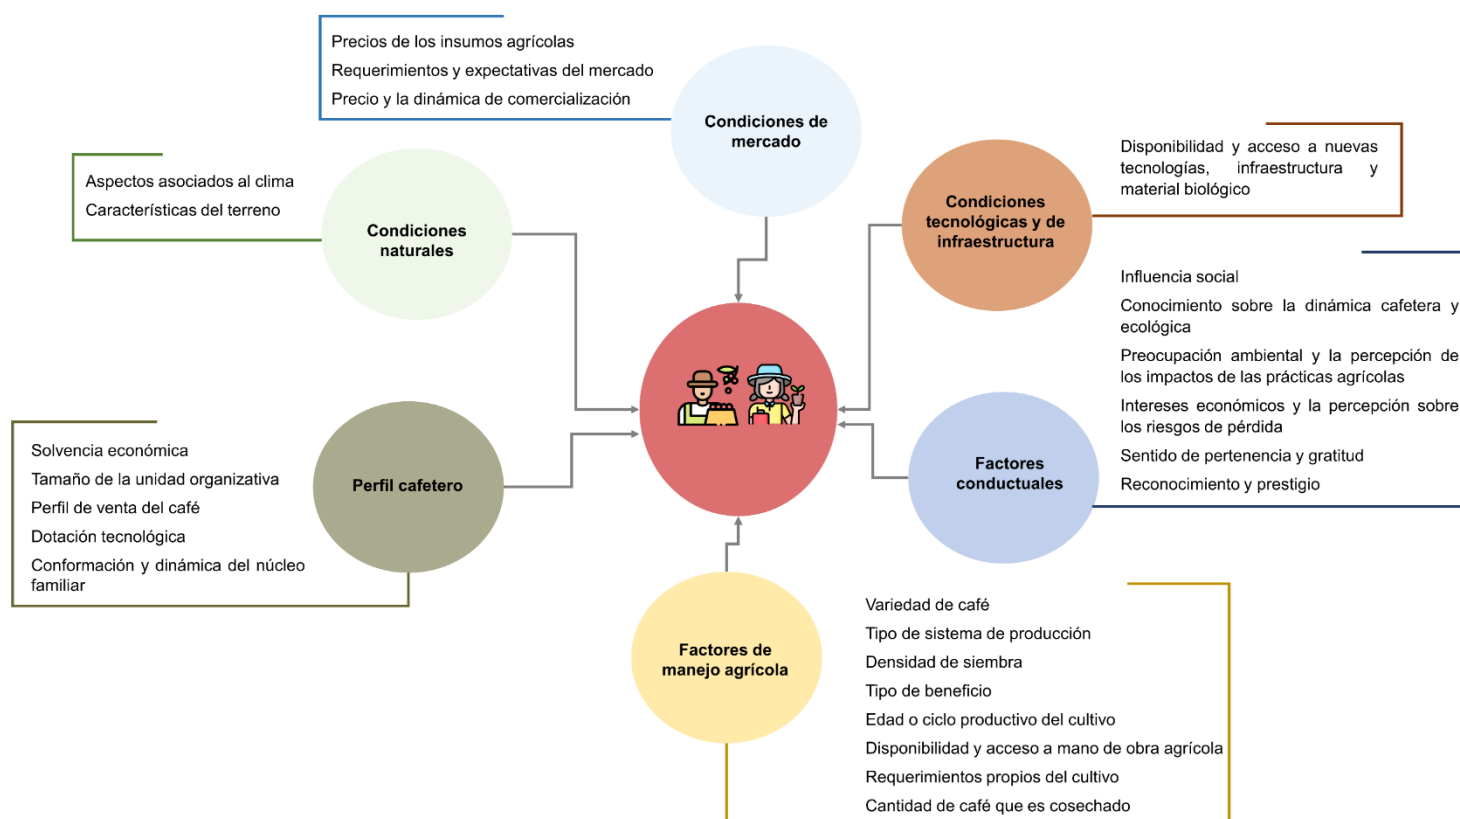 Precios de los insumos agrícolas
Requerimientos y expectativas del mercado
Precio y la dinámica de comercialización
Condiciones de
mercado
Aspectos asociados al clima
Características del terreno
Condiciones
naturales
Condiciones
tecnológicas y de
infraestructura
Disponibilidad y acceso a nuevas
tecnologías, infraestructura y
material biológico
Influencia social
Conocimiento sobre la dinámica cafetera y
ecológica
Preocupación ambiental y la percepción de
los impactos de las prácticas agrícolas
Intereses económicos y la percepción sobre
los riesgos de pérdida
Sentido de pertenencia y gratitud
Reconocimiento y prestigio
Factores
conductuales
Solvencia económica
Tamaño de la unidad organizativa
Perfil de venta del café
Dotación tecnológica
Conformación y dinámica del núcleo
familiar
Perfil cafetero
Factores de
manejo agrícola
Variedad de café
Tipo de sistema de producción
Densidad de siembra
Tipo de beneficio
Edad o ciclo productivo del cultivo
Disponibilidad y acceso a mano de obra agrícola
Requerimientos propios del cultivo
Cantidad de café que es cosechado